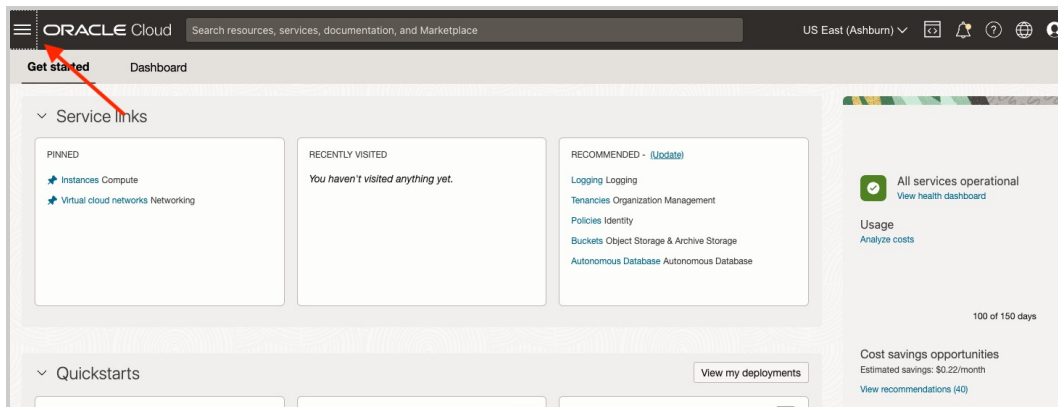 ORACLE Cloud
Search resources, services, documentation, and Marketplace
US East (Ashburn)
Get started
Dashboard
Service links
PINNED
Instances Compute
Virtual cloud networks Networking
RECENTLY VISITED
You haven't visited anything yet.
RECOMMENDED - (Update)
Logging Logging
Tenancies Organization Management
Policies Identity
Buckets Object Storage & Archive Storage
Autonomous Database Autonomous Database
All services operational
View health dashboard
Usage
Analyze costs
100 of 150 days
Quickstarts
View my deployments
Cost savings opportunities
Estimated savings: $0.22/month
View recommendations (40)